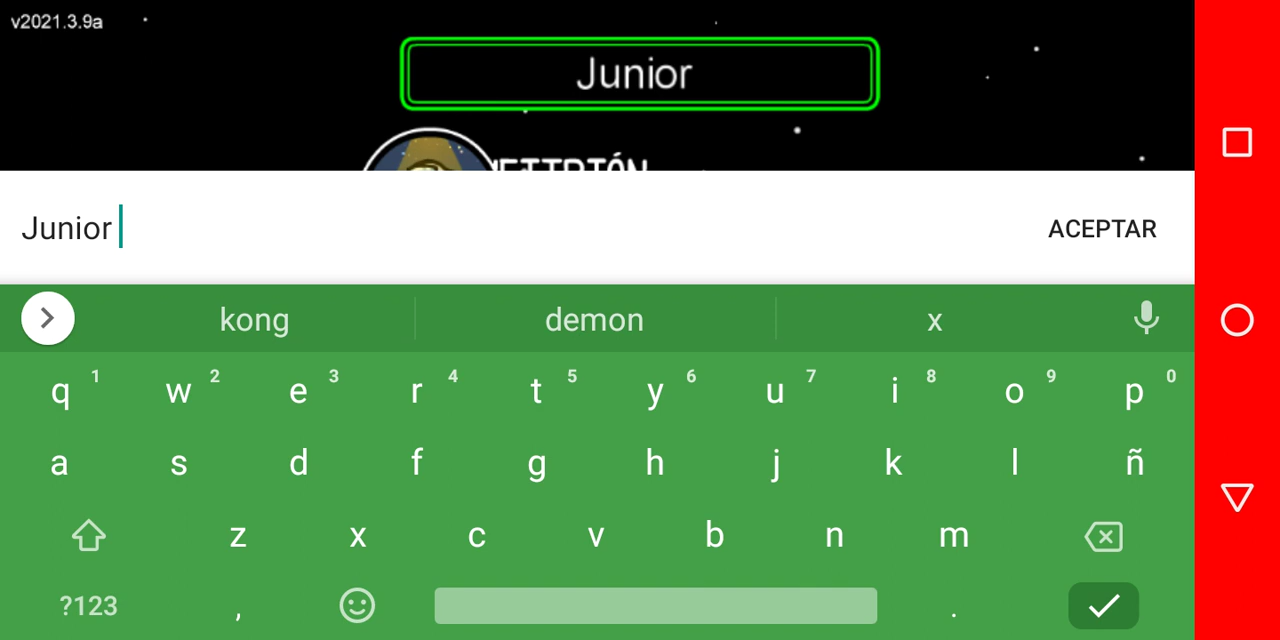 v2021.3.9a
Junior
Junior
ACEPTAR
kong demon x
q 1 w 2 e 3 r 4 t 5 y 6 u 7 i 8 o 9 p 0
a s d f g h j k l ñ
z x c v b n m
?123 , .